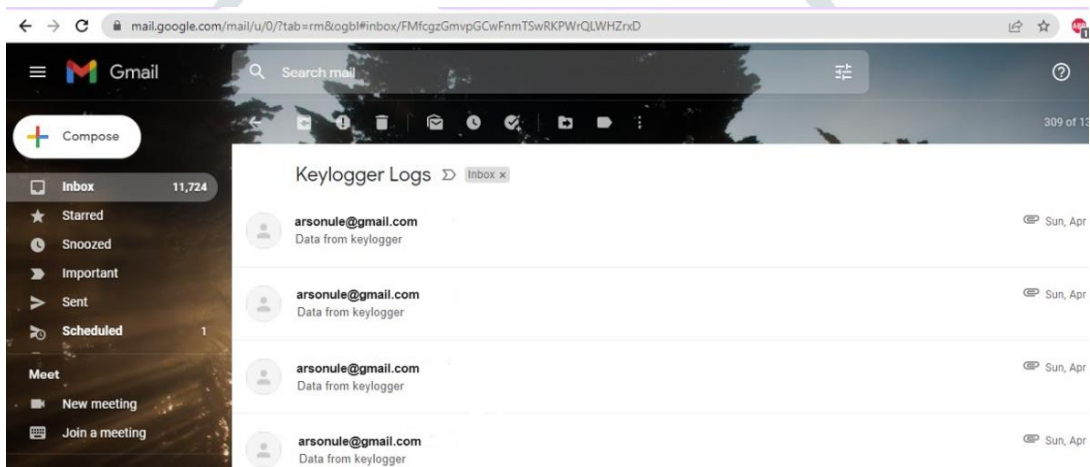 mail.google.com/mail/u/0/?tab=rm&ogbl#inbox/FMfcgzGmvpGCwFnmTSwRKPWrQLWHZrxD
Gmail
Search mail
Compose
309 of 13
Keylogger Logs Inbox x
Inbox 11,724
Starred
Snoozed
Important
Sent
Scheduled 1
Meet
New meeting
Join a meeting
arsonule@gmail.com Sun, Apr
Data from keylogger
arsonule@gmail.com Sun, Apr
Data from keylogger
arsonule@gmail.com Sun, Apr
Data from keylogger
arsonule@gmail.com Sun, Apr
Data from keylogger